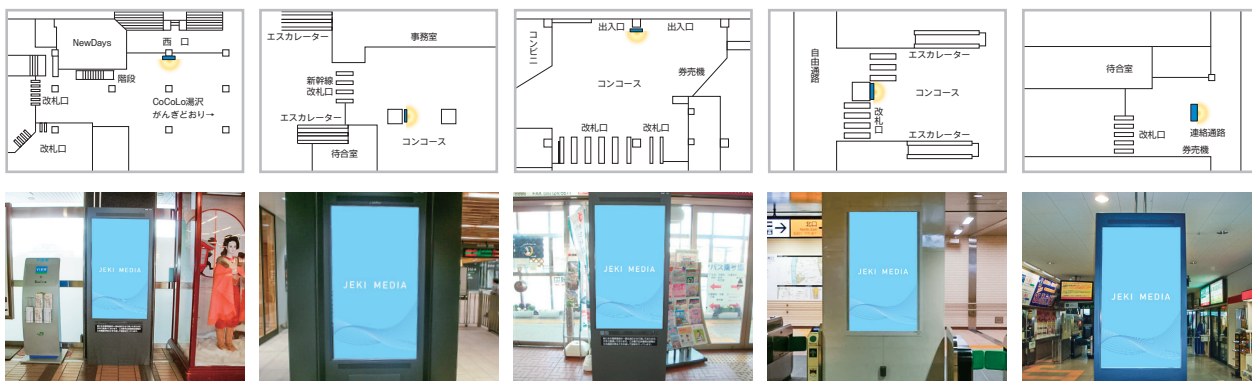 NewDays
西 口
階段
改札口
CoCoLo湯沢
がんぎどおり→
改札口
エスカレーター
事務室
新幹線
改札口
エスカレーター
待合室
コンコース
出入口
出入口
コンビニ
コンコース
券売機
改札口
改札口
自由通路
エスカレーター
コンコース
改札口
エスカレーター
待合室
改札口
連絡通路
券売機
JEKI MEDIA
JEKI MEDIA
JEKI MEDIA
北口
JEKI MEDIA
JEKI MEDIA